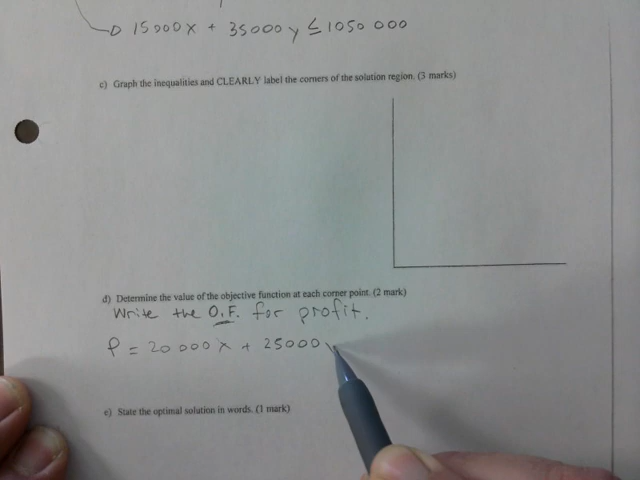 15000x + 35000y ≤ 1050 000
c) Graph the inequalities and CLEARLY label the corners of the solution region. (3 marks)
d) Determine the value of the objective function at each corner point. (2 mark)
Write the O.F. for profit.
P = 20 000x + 25000y
e) State the optimal solution in words. (1 mark)